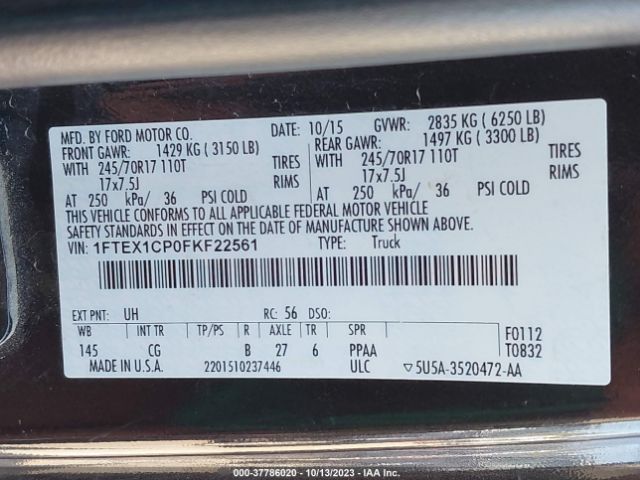 MFD. BY FORD MOTOR CO. DATE: 10/15 GVWR: 2835 KG ( 6250 LB)
FRONT GAWR: 1429 KG ( 3150 LB) REAR GAWR: 1497 KG ( 3300 LB)
WITH 245/70R17 110T TIRES WITH 245/70R17 110T TIRES
17x7.5J RIMS 17x7.5J RIMS
AT 250 kPa/ 36 PSI COLD AT 250 kPa/ 36 PSI COLD
THIS VEHICLE CONFORMS TO ALL APPLICABLE FEDERAL MOTOR VEHICLE
SAFETY STANDARDS IN EFFECT ON THE DATE OF MANUFACTURE SHOWN ABOVE.
VIN: 1FTEX1CP0FKF22561 TYPE: Truck
EXT PNT: UH RC: 56 DSO:
WB INT TR TP/PS R AXLE TR SPR F0112
145 CG B 27 6 PPAA T0832
MADE IN U.S.A. 2201510237446 ULC ▽5U5A-3520472-AA
000-37786020 - 10/13/2023 - IAA Inc.